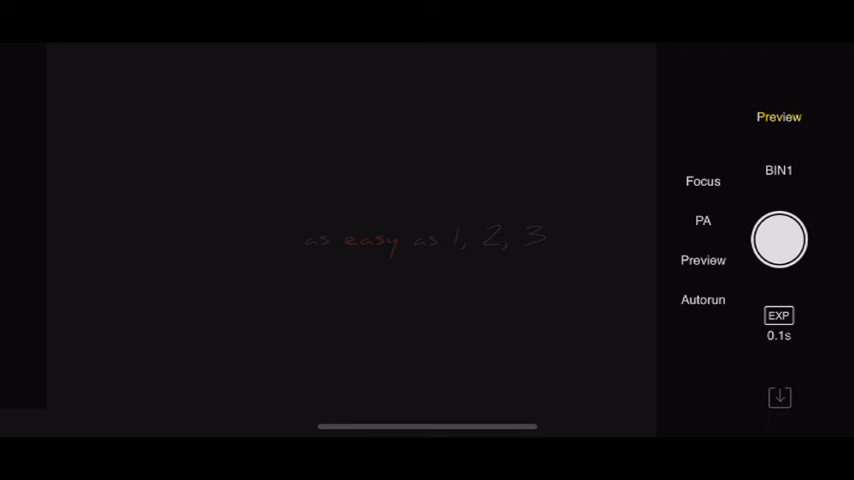 Preview
BIN1
Focus
PA
Preview
Autorun
as easy as 1, 2, 3
EXP
0.1s